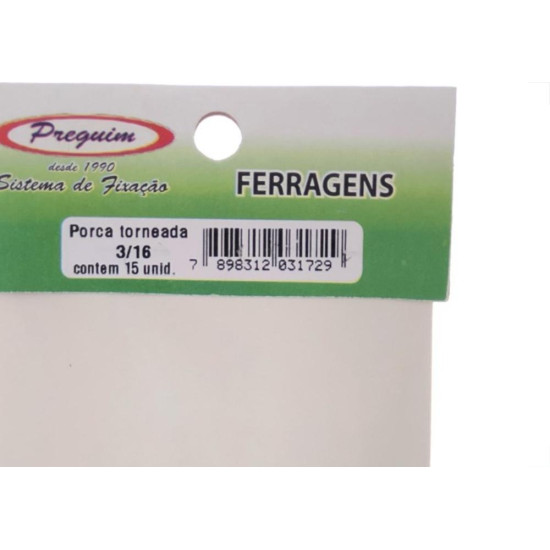 Preguim
desde 1990
Sistema de Fixação
FERRAGENS
Porca torneada
3/16
contem 15 unid.
7 898312 031729